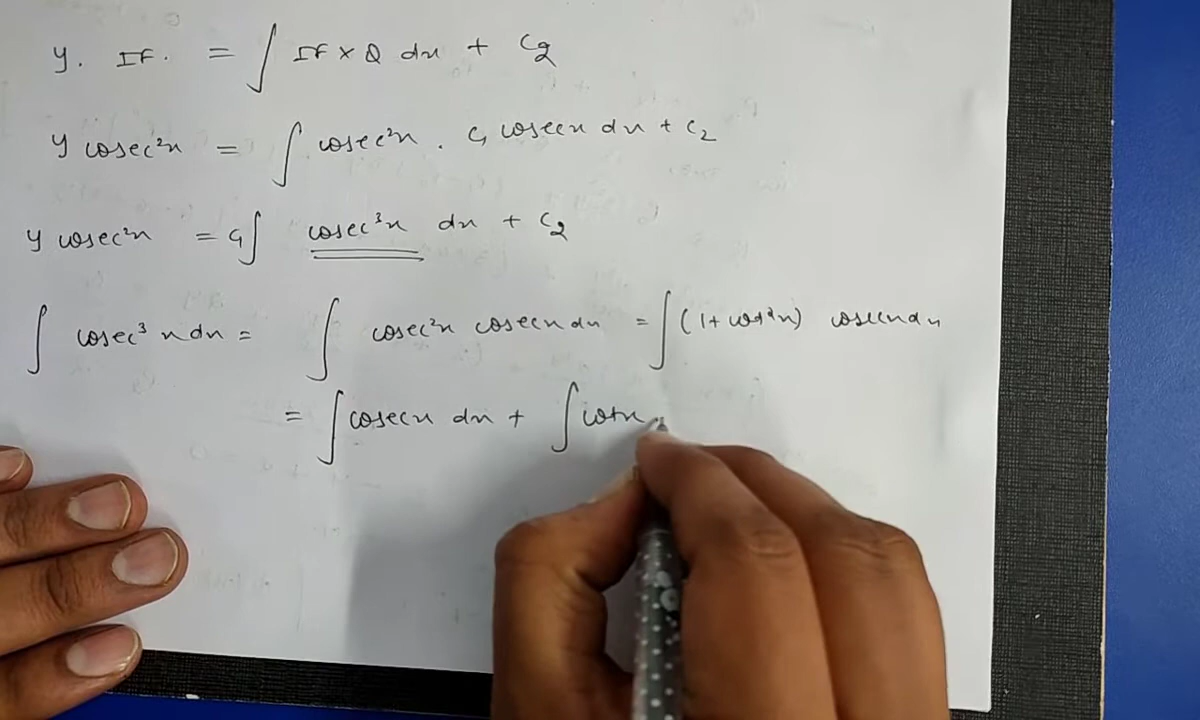 y. IF. = ∫ IF × Q dx + C₂
y cosec²x = ∫ cosec²x . C₁ cosecx dx + C₂
y cosec²x = C₁ ∫ cosec³x dx + C₂
∫ cosec³x dx = ∫ cosec²x cosecx dx = ∫ (1 + cot²x) cosecx dx
= ∫ cosecx dx + ∫ cotx .